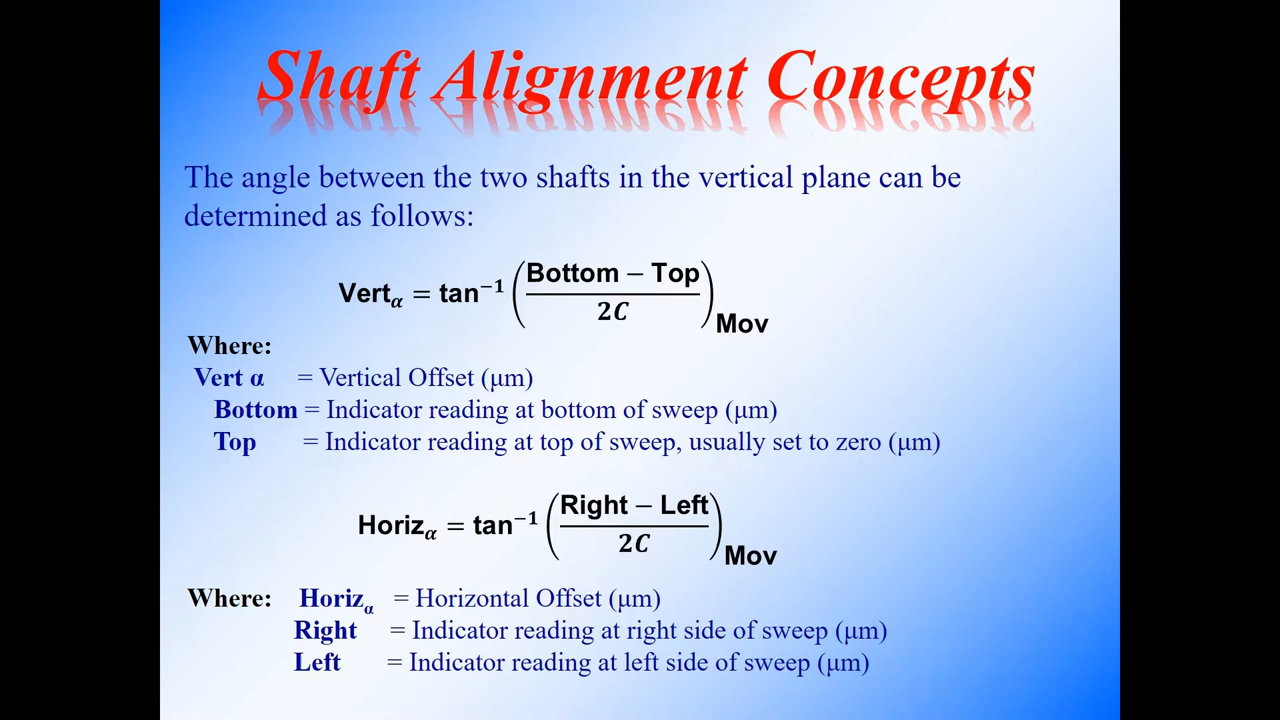 Shaft Alignment Concepts
The angle between the two shafts in the vertical plane can be
determined as follows:
Vert_α = tan⁻¹ ( (Bottom − Top) / 2C )_Mov
Where:
Vert α = Vertical Offset (μm)
Bottom = Indicator reading at bottom of sweep (μm)
Top = Indicator reading at top of sweep, usually set to zero (μm)
Horiz_α = tan⁻¹ ( (Right − Left) / 2C )_Mov
Where: Horiz_α = Horizontal Offset (μm)
Right = Indicator reading at right side of sweep (μm)
Left = Indicator reading at left side of sweep (μm)